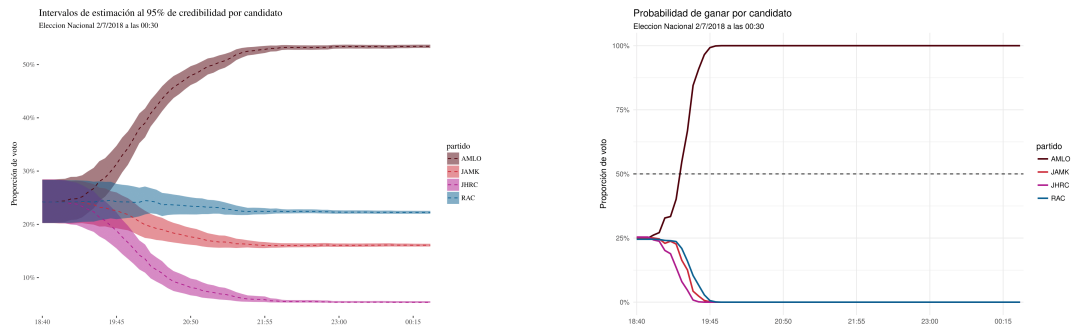 Intervalos de estimación al 95% de credibilidad por candidato
Eleccion Nacional 2/7/2018 a las 00:30
Proporción de voto
50%
40%
30%
20%
10%
18:40 19:45 20:50 21:55 23:00 00:15
partido
AMLO
JAMK
JHRC
RAC
Probabilidad de ganar por candidato
Eleccion Nacional 2/7/2018 a las 00:30
Proporción de voto
100%
75%
50%
25%
0%
18:40 19:45 20:50 21:55 23:00 00:15
partido
AMLO
JAMK
JHRC
RAC